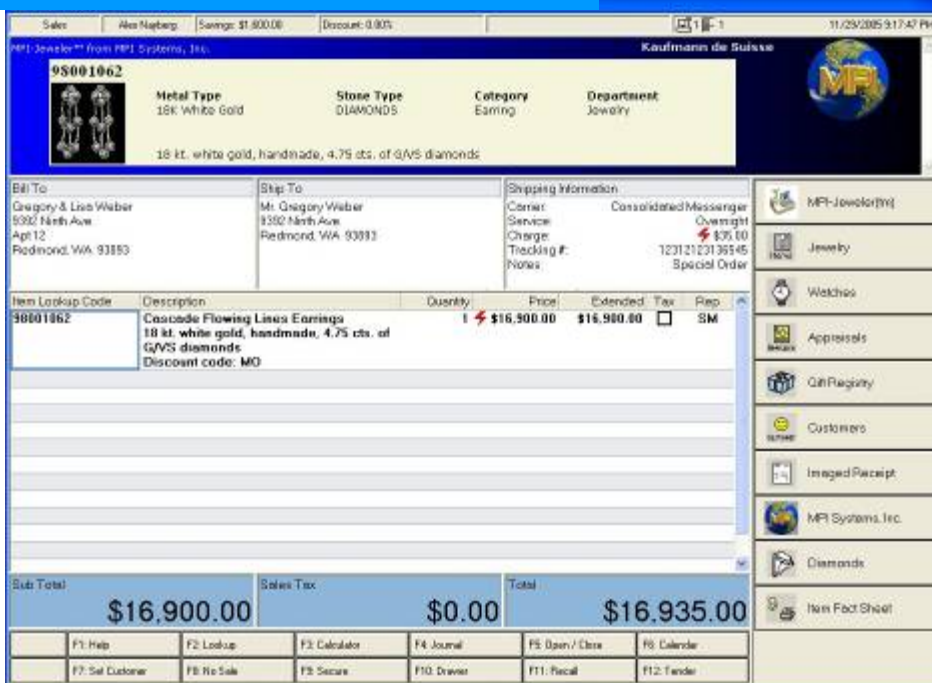 Sales Alex Nayberg Savings: $1,600.00 Discount: 0.00% 1 1 11/29/2005 9:17:47 PM
MPI-Jeweler™ from MPI Systems, Inc. Kaufmann de Suisse
98001062
MPI
Metal Type Stone Type Category Department
18K White Gold DIAMONDS Earring Jewelry
18 kt. white gold, handmade, 4.75 cts. of G/VS diamonds
Bill To Ship To Shipping Information
Gregory & Lisa Weber Mr. Gregory Weber Carrier: Consolidated Messenger
9392 Ninth Ave 9392 Ninth Ave Service: Overnight
Apt 12 Redmond, WA 93893 Charge: $35.00
Redmond, WA 93893 Tracking #: 12312123136545
Notes: Special Order
Item Lookup Code Description Quantity Price Extended Tax Rep
98001062 Cascade Flowing Lines Earrings 1 $16,900.00 $16,900.00 SM
18 kt. white gold, handmade, 4.75 cts. of
G/VS diamonds
Discount code: MO
MPI-Jeweler(tm)
Jewelry
Watches
Appraisals
Gift Registry
Customers
Imaged Receipt
MPI Systems, Inc.
Diamonds
Item Fact Sheet
Sub Total Sales Tax Total
$16,900.00 $0.00 $16,935.00
F1: Help F2: Lookup F3: Calculator F4: Journal F5: Open / Close F6: Calendar
F7: Set Customer F8: No Sale F9: Secure F10: Drawer F11: Recall F12: Tender